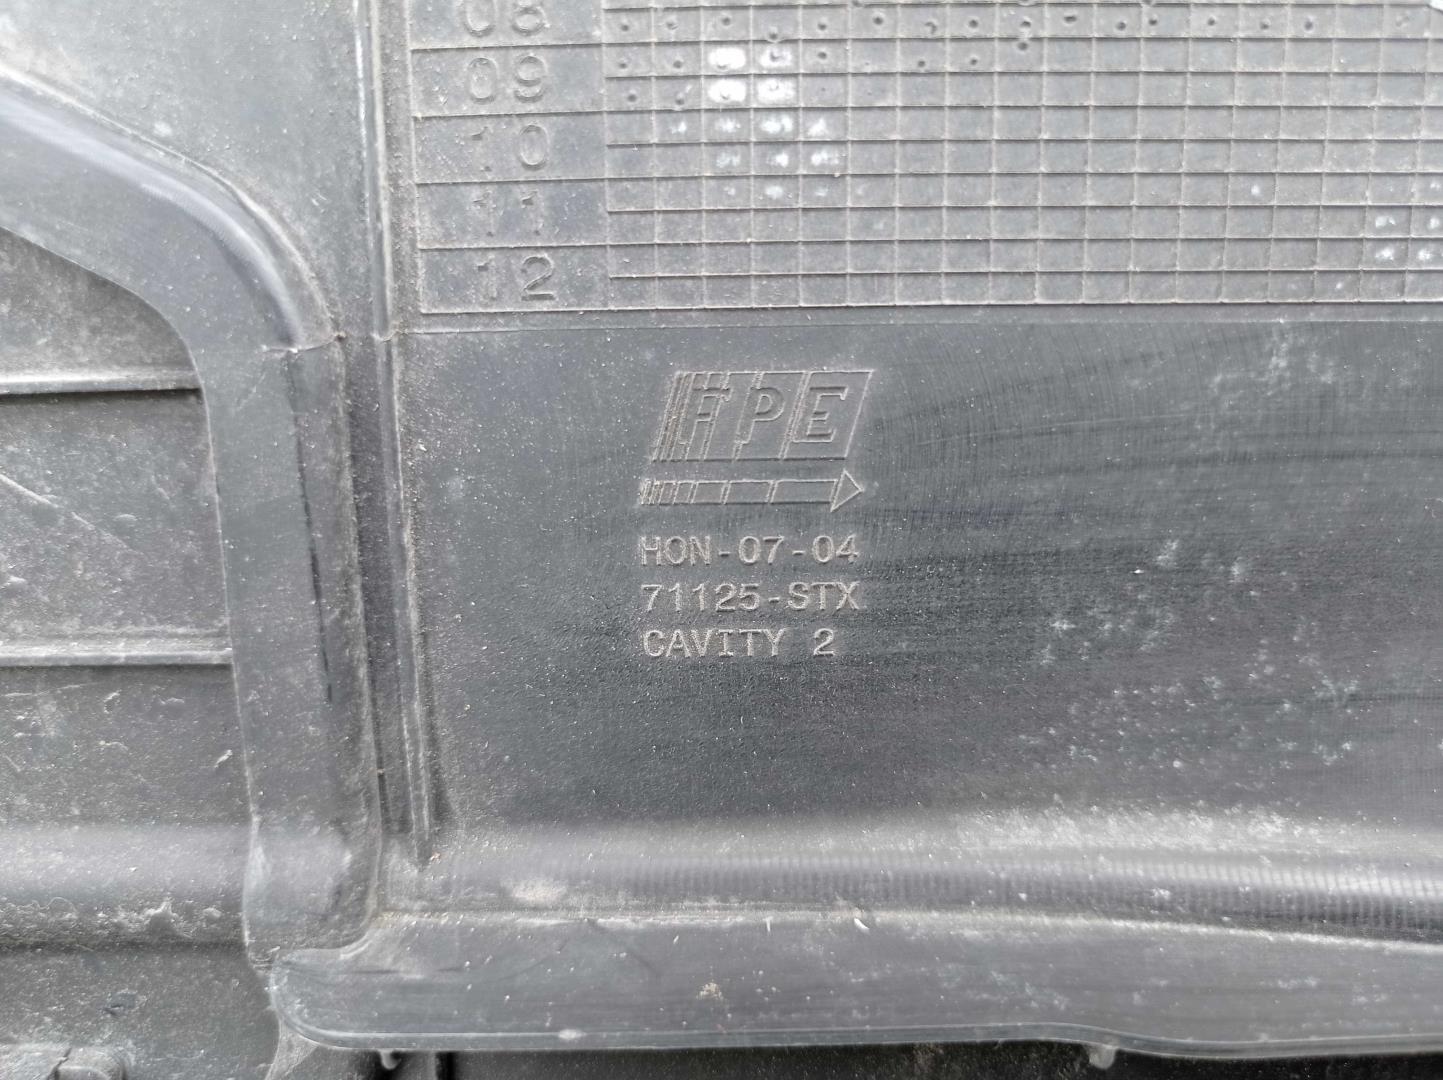 08
09
10
11
12
FPE
HON-07-04
71125-STX
CAVITY 2